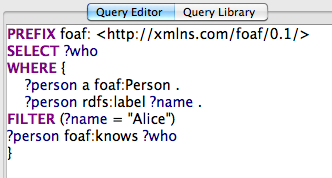 Query Editor Query Library
PREFIX foaf: <http://xmlns.com/foaf/0.1/>
SELECT ?who
WHERE {
?person a foaf:Person .
?person rdfs:label ?name .
FILTER (?name = "Alice")
?person foaf:knows ?who
}